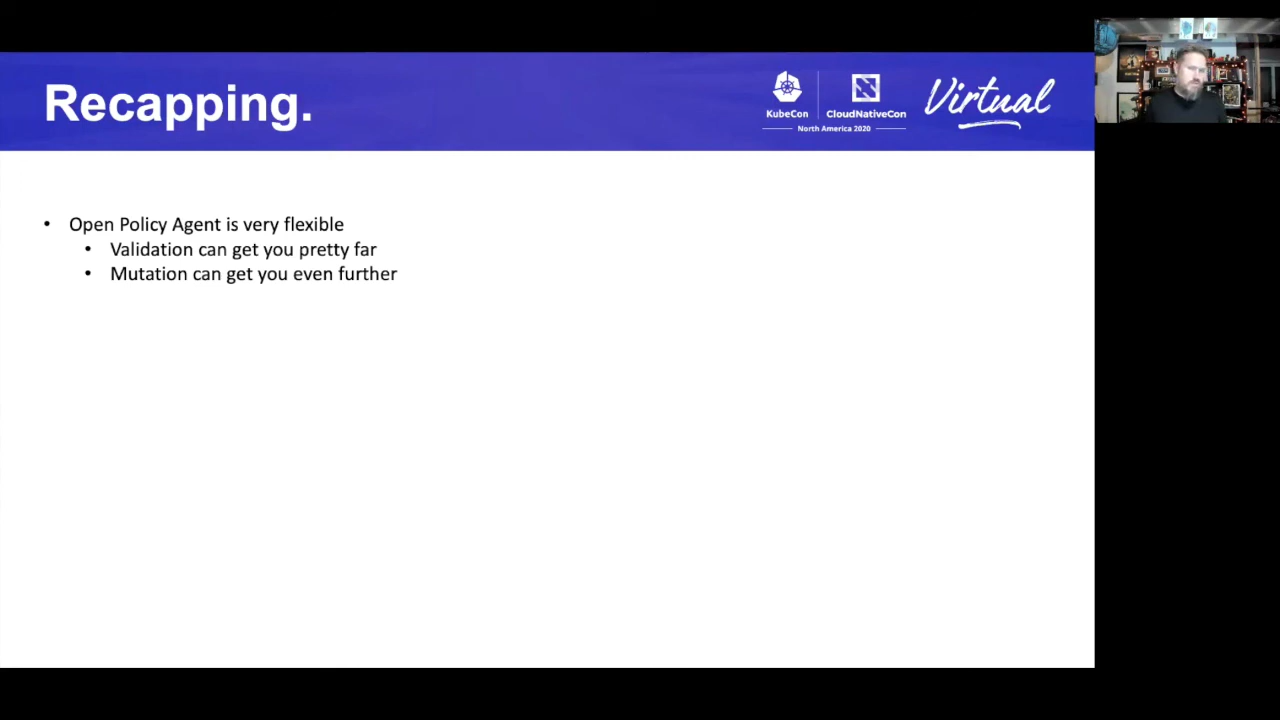 Recapping.
KubeCon
CloudNativeCon
North America 2020
Virtual
• Open Policy Agent is very flexible
• Validation can get you pretty far
• Mutation can get you even further